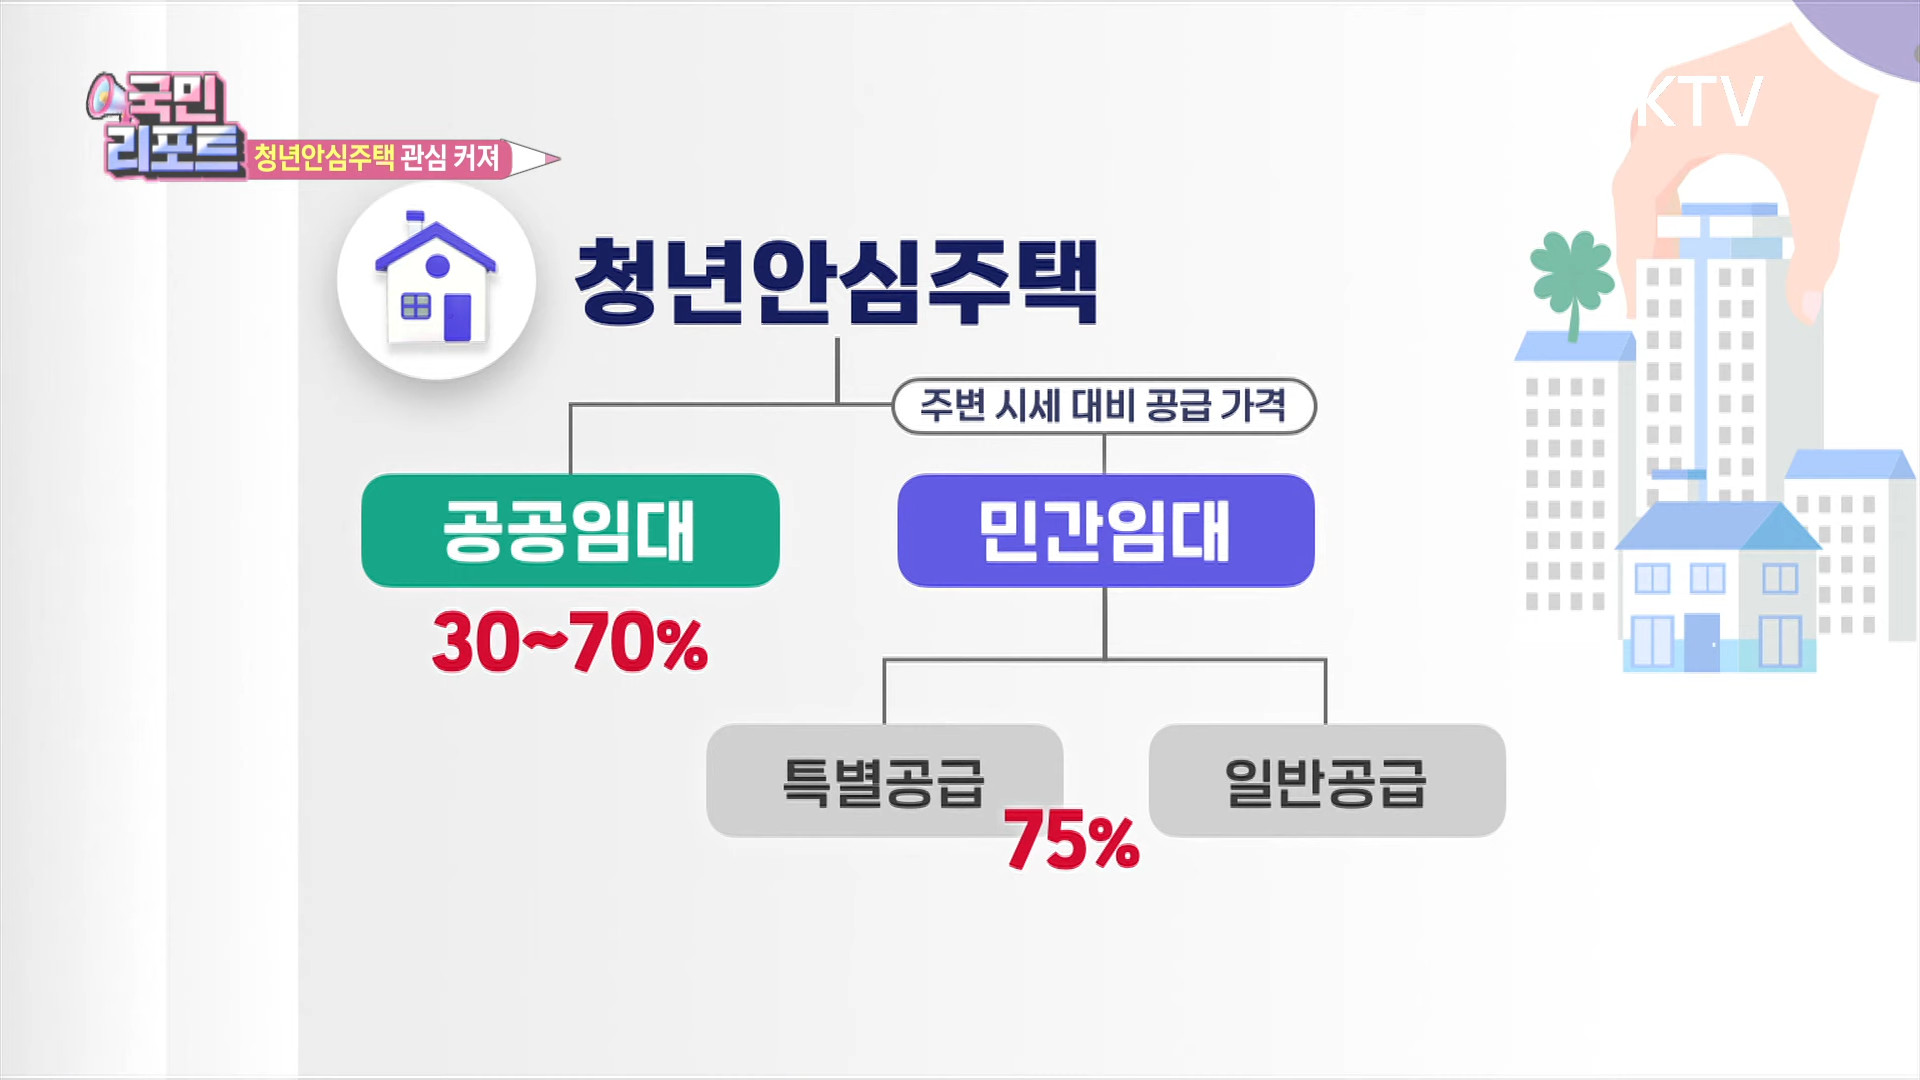 국민
리포트
청년안심주택 관심 커져
KTV
청년안심주택
주변 시세 대비 공급 가격
공공임대
민간임대
30~70%
특별공급
일반공급
75%